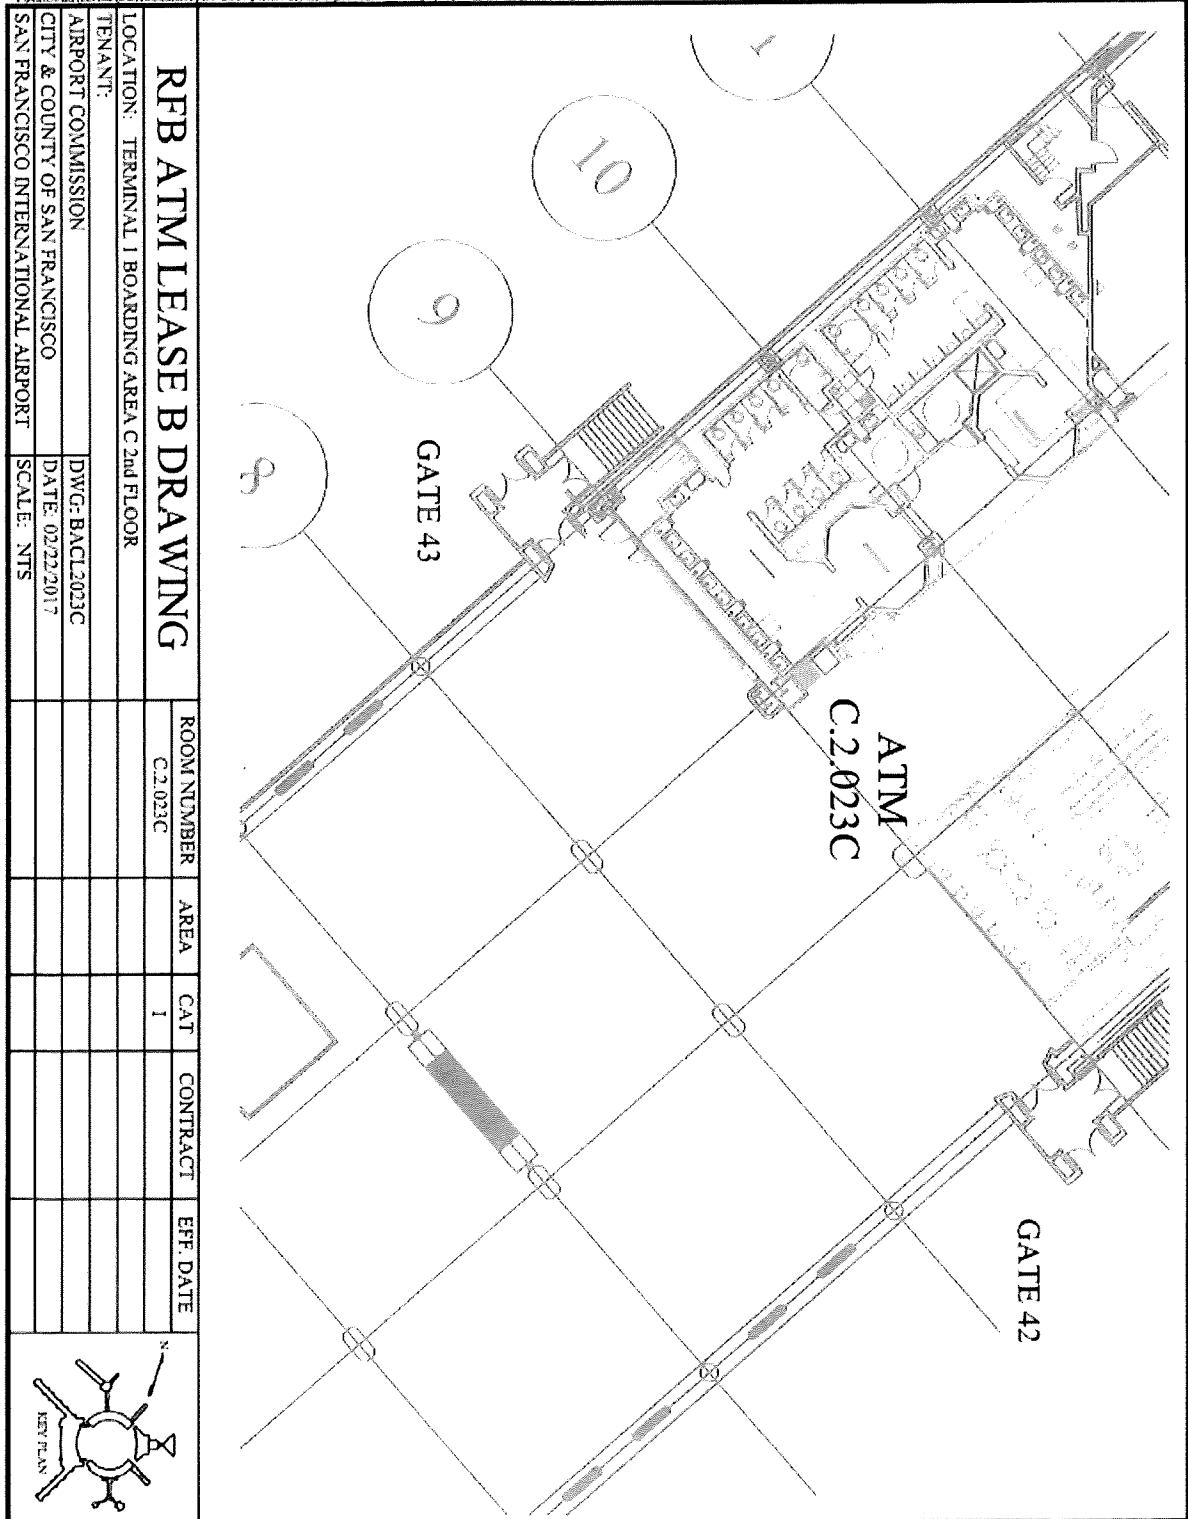 1
10
9
8
GATE 43
ATM
C.2.023C
GATE 42
RFB ATM LEASE B DRAWING
LOCATION: TERMINAL 1 BOARDING AREA C 2nd FLOOR
TENANT:
AIRPORT COMMISSION
CITY & COUNTY OF SAN FRANCISCO
SAN FRANCISCO INTERNATIONAL AIRPORT
DWG: BACL2023C
DATE: 02/22/2017
SCALE: NTS
ROOM NUMBER AREA CAT CONTRACT EFF. DATE
C.2.023C 1
N
KEY PLAN